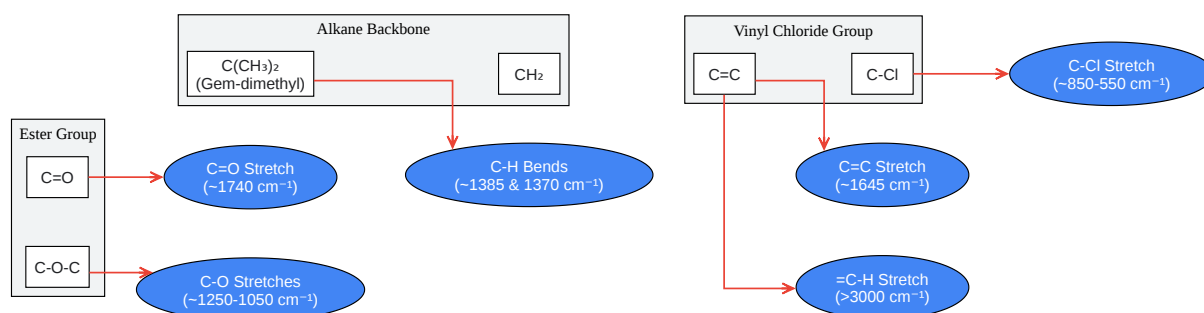 Alkane Backbone
C(CH₃)₂
(Gem-dimethyl)
CH₂
Vinyl Chloride Group
C=C
C-Cl
C-Cl Stretch
(~850-550 cm⁻¹)
Ester Group
C=O
C=O Stretch
(~1740 cm⁻¹)
C-H Bends
(~1385 & 1370 cm⁻¹)
C=C Stretch
(~1645 cm⁻¹)
C-O-C
C-O Stretches
(~1250-1050 cm⁻¹)
=C-H Stretch
(>3000 cm⁻¹)